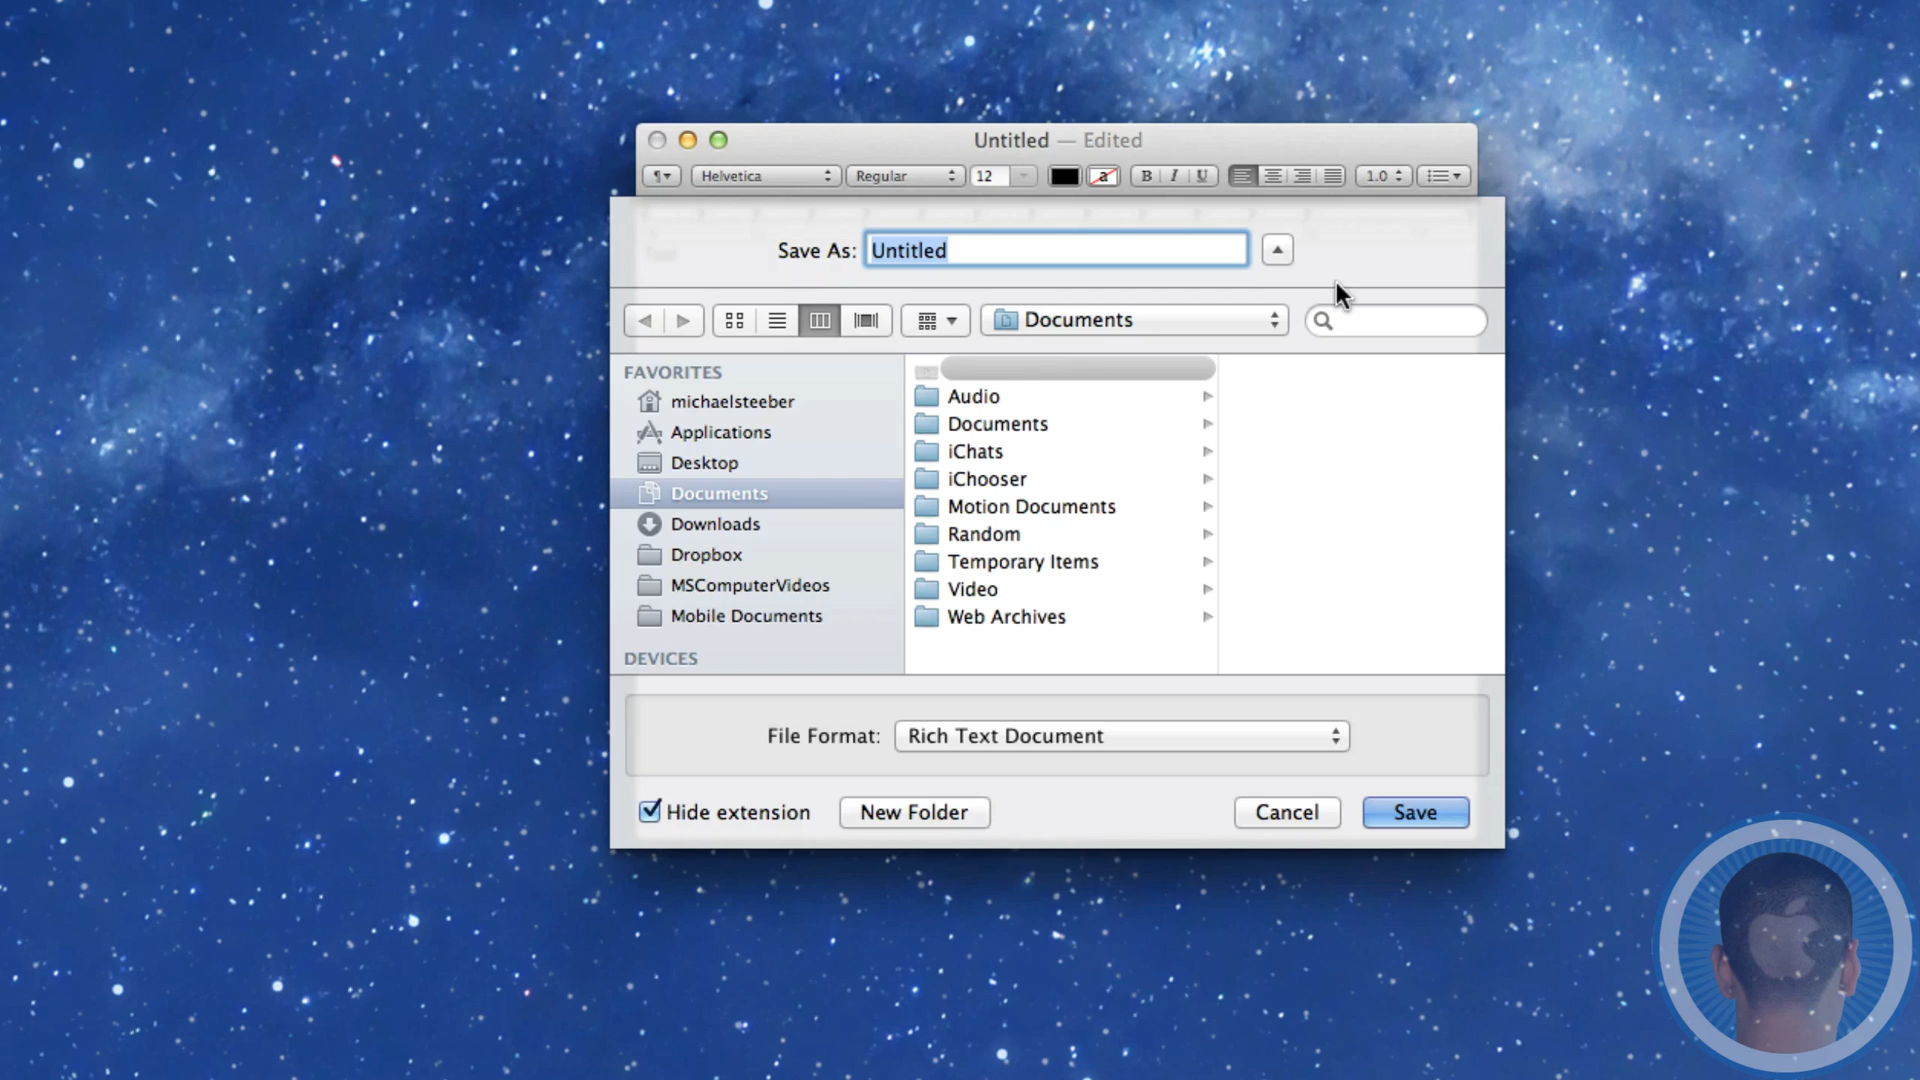 Untitled — Edited
Helvetica Regular 12 a B I U 1.0
Save As: Untitled
Documents
FAVORITES
michaelsteeber
Applications
Desktop
Documents
Downloads
Dropbox
MSComputerVideos
Mobile Documents
DEVICES
Audio
Documents
iChats
iChooser
Motion Documents
Random
Temporary Items
Video
Web Archives
File Format: Rich Text Document
Hide extension New Folder Cancel Save